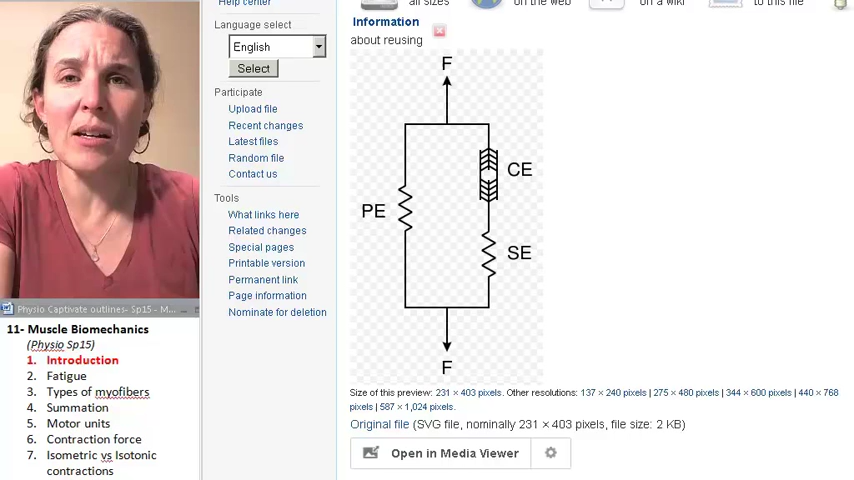 Help center
Language select
English
Select
Participate
Upload file
Recent changes
Latest files
Random file
Contact us
Tools
What links here
Related changes
Special pages
Printable version
Permanent link
Page information
Nominate for deletion
all sizes
on the web
on a wiki
to this file
Information
about reusing
F
CE
PE
SE
F
Size of this preview: 231 × 403 pixels. Other resolutions: 137 × 240 pixels | 275 × 480 pixels | 344 × 600 pixels | 440 × 768
pixels | 587 × 1,024 pixels.
Original file (SVG file, nominally 231 × 403 pixels, file size: 2 KB)
Open in Media Viewer
Physio Captivate outlines- Sp15 - M...
11- Muscle Biomechanics
(Physio Sp15)
1. Introduction
2. Fatigue
3. Types of myofibers
4. Summation
5. Motor units
6. Contraction force
7. Isometric vs Isotonic
contractions